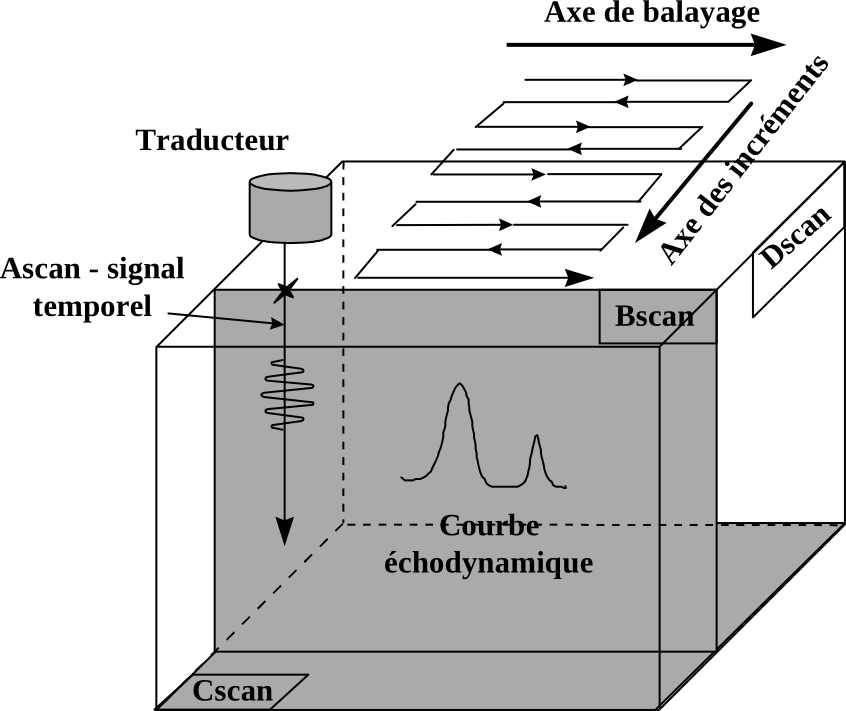 Axe de balayage
Axe des incréments
Traducteur
Dscan
Ascan - signal
temporel
Bscan
Courbe
échodynamique
Cscan